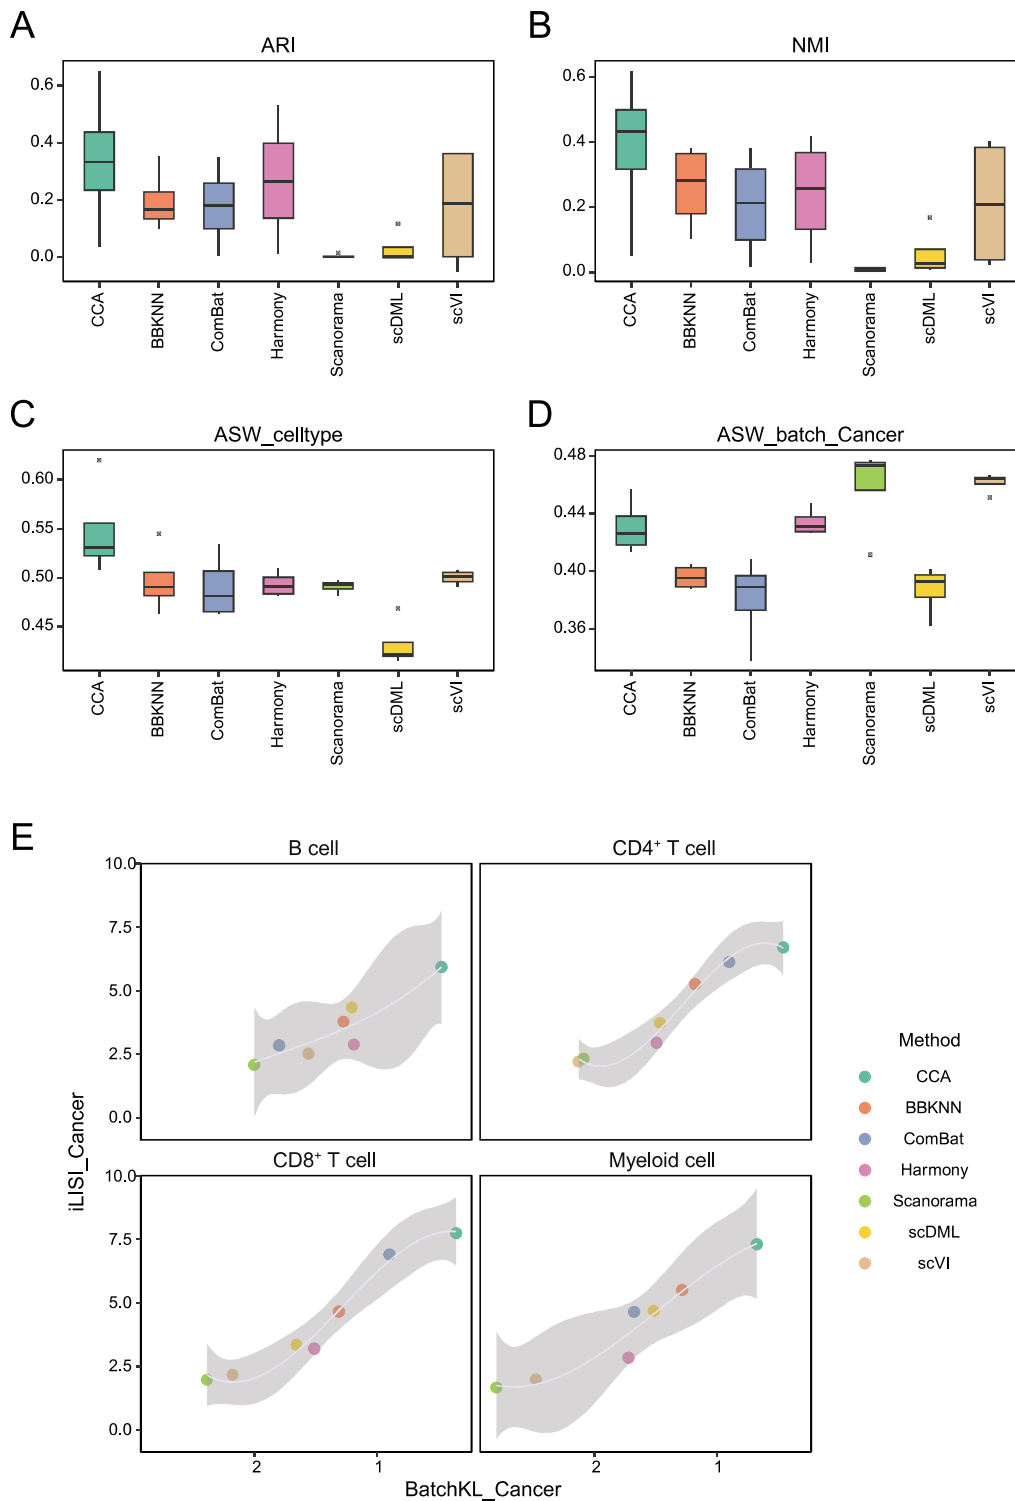 A
ARI
0.6
0.4
0.2
0.0
CCA
BBKNN
ComBat
Harmony
Scanorama
scDML
scVI
B
NMI
0.6
0.4
0.2
0.0
CCA
BBKNN
ComBat
Harmony
Scanorama
scDML
scVI
C
ASW_celltype
0.60
0.55
0.50
0.45
CCA
BBKNN
ComBat
Harmony
Scanorama
scDML
scVI
D
ASW_batch_Cancer
0.48
0.44
0.40
0.36
CCA
BBKNN
ComBat
Harmony
Scanorama
scDML
scVI
E
B cell
CD4⁺ T cell
10.0
7.5
5.0
2.5
0.0
CD8⁺ T cell
Myeloid cell
10.0
7.5
5.0
2.5
0.0
iLISI_Cancer
2
1
2
1
BatchKL_Cancer
Method
CCA
BBKNN
ComBat
Harmony
Scanorama
scDML
scVI